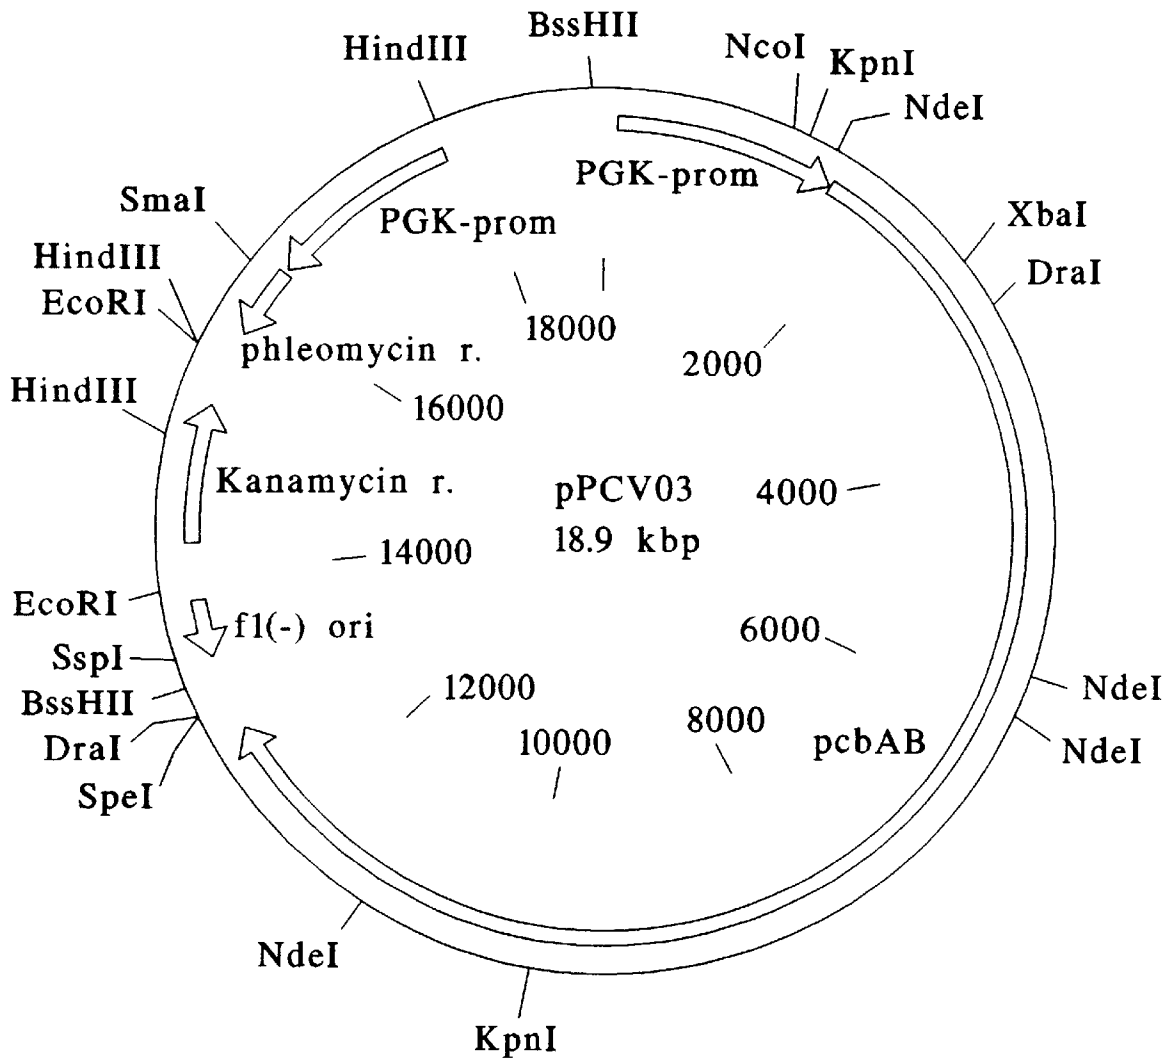 BssHII
HindIII
NcoI
KpnI
NdeI
PGK-prom
SmaI
PGK-prom
XbaI
HindIII
DraI
EcoRI
18000
phleomycin r.
2000
HindIII
16000
Kanamycin r.
pPCV03
4000
18.9 kbp
14000
EcoRI
f1(-) ori
6000
SspI
12000
NdeI
BssHII
8000
10000
pcbAB
NdeI
DraI
SpeI
NdeI
KpnI